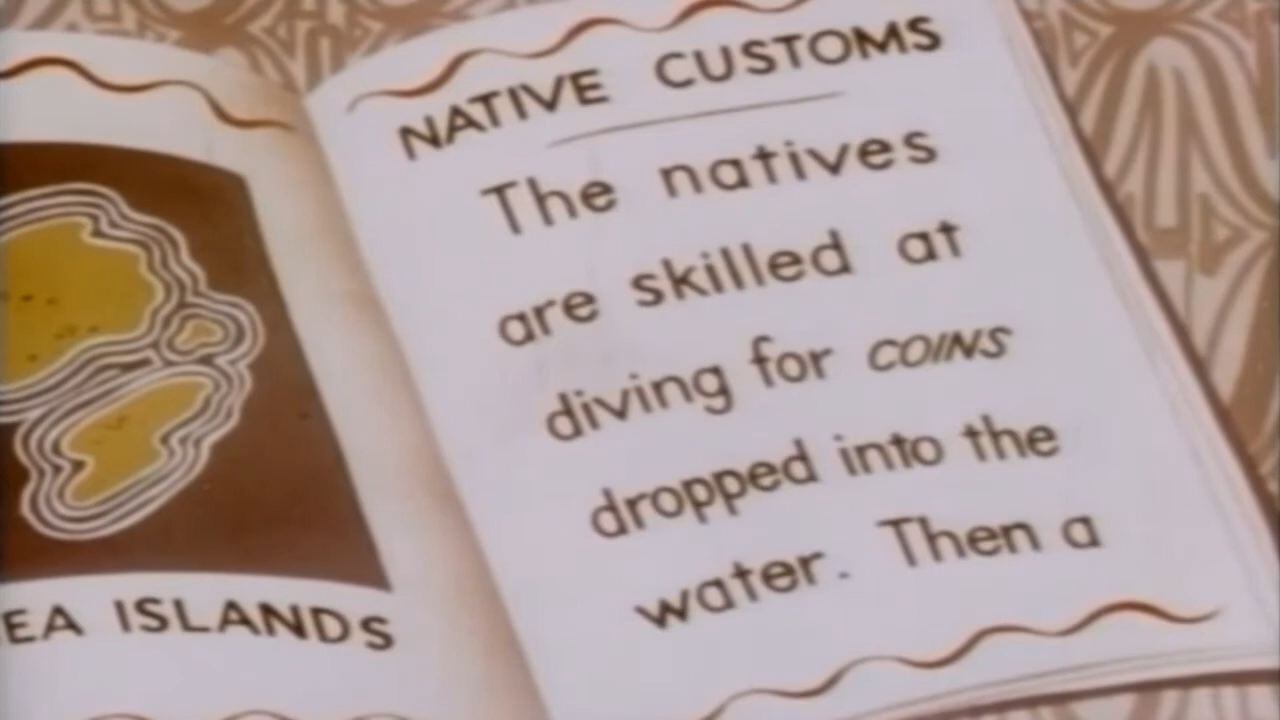 EA ISLANDS
NATIVE CUSTOMS
The natives
are skilled at
diving for COINS
dropped into the
water. Then a